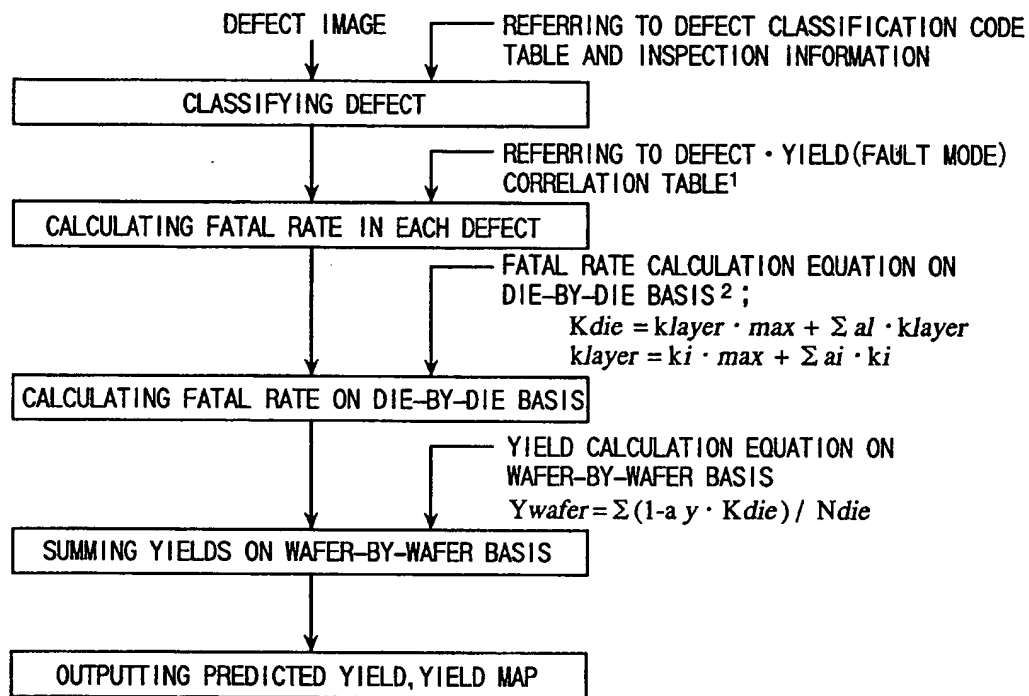 DEFECT IMAGE
REFERRING TO DEFECT CLASSIFICATION CODE
TABLE AND INSPECTION INFORMATION
CLASSIFYING DEFECT
REFERRING TO DEFECT・YIELD(FAULT MODE)
CORRELATION TABLE¹
CALCULATING FATAL RATE IN EACH DEFECT
FATAL RATE CALCULATION EQUATION ON
DIE-BY-DIE BASIS²;
Kdie = klayer · max + Σ al · klayer
klayer = ki · max + Σ ai · ki
CALCULATING FATAL RATE ON DIE-BY-DIE BASIS
YIELD CALCULATION EQUATION ON
WAFER-BY-WAFER BASIS
Ywafer = Σ (1-a y · Kdie) / Ndie
SUMMING YIELDS ON WAFER-BY-WAFER BASIS
OUTPUTTING PREDICTED YIELD, YIELD MAP